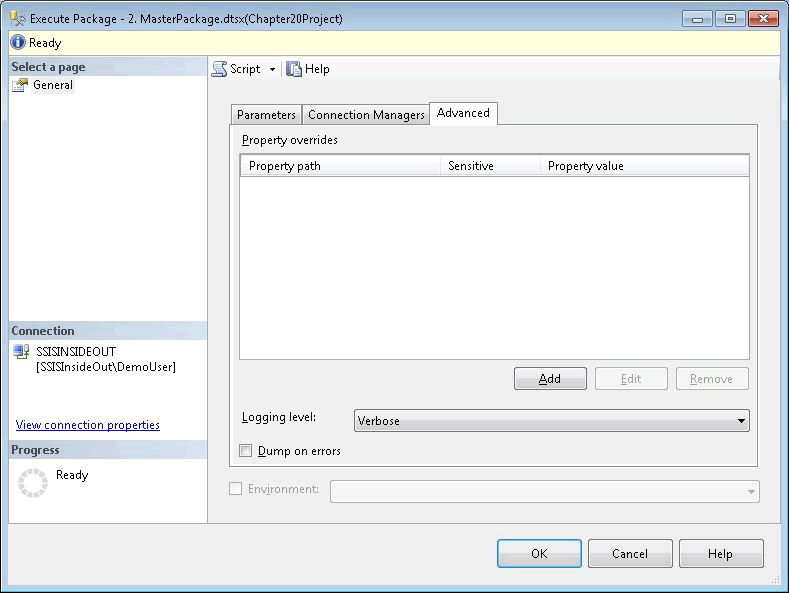 Execute Package - 2. MasterPackage.dtsx(Chapter20Project)
Ready
Select a page
General
Script
Help
Parameters
Connection Managers
Advanced
Property overrides
Property path
Sensitive
Property value
Add
Edit
Remove
Logging level:
Verbose
Dump on errors
Environment:
Connection
SSISINSIDEOUT
[SSISInsideOut\DemoUser]
View connection properties
Progress
Ready
OK
Cancel
Help